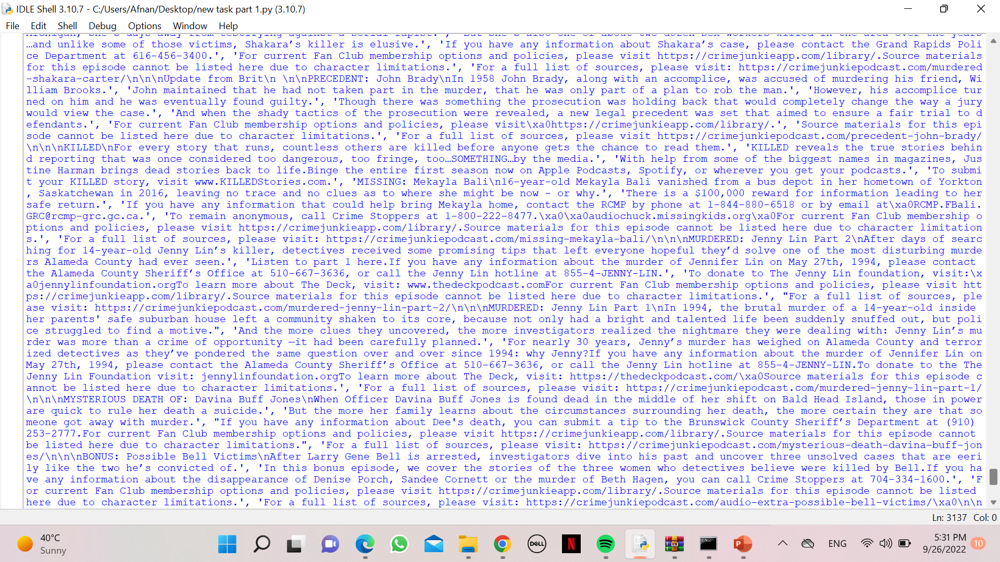 IDLE Shell 3.10.7 - C:/Users/Afnan/Desktop/new task part 1.py (3.10.7)
File Edit Shell Debug Options Window Help
Michigan, she's days away from testifying against a serial rapist.', 'But she's also one of about two dozen sex workers killed in the area over the years
…and unlike some of those victims, Shakara’s killer is elusive.', 'If you have any information about Shakara’s case, please contact the Grand Rapids Poli
ce Department at 616-456-3400.', 'For current Fan Club membership options and policies, please visit https://crimejunkieapp.com/library/.Source materials
for this episode cannot be listed here due to character limitations.', 'For a full list of sources, please visit: https://crimejunkiepodcast.com/murdered
-shakara-carter/\n\n\nUpdate from Brit\n \n\nPRECEDENT: John Brady\nIn 1958 John Brady, along with an accomplice, was accused of murdering his friend, Wi
lliam Brooks.', 'John maintained that he had not taken part in the murder, that he was only part of a plan to rob the man.', 'However, his accomplice tur
ned on him and he was eventually found guilty.', 'Though there was something the prosecution was holding back that would completely change the way a jury
would view the case.', 'And when the shady tactics of the prosecution were revealed, a new legal precedent was set that aimed to ensure a fair trial to d
efendants.', 'For current Fan Club membership options and policies, please visit\xa0https://crimejunkieapp.com/library/.', 'Source materials for this epi
sode cannot be listed here due to character limitations.', 'For a full list of sources, please visit https://crimejunkiepodcast.com/precedent-john-brady/
\n\n\nKILLED\nFor every story that runs, countless others are killed before anyone gets the chance to read them.', 'KILLED reveals the true stories behin
d reporting that was once considered too dangerous, too fringe, too…SOMETHING…by the media.', 'With help from some of the biggest names in magazines, Jus
tine Harman brings dead stories back to life.Binge the entire first season now on Apple Podcasts, Spotify, or wherever you get your podcasts.', 'To submi
t your KILLED story, visit www.KILLEDStories.com.', 'MISSING: Mekayla Bali\n16-year-old Mekayla Bali vanished from a bus depot in her hometown of Yorkton
, Saskatchewan in 2016, leaving no trace and no clues as to where she might be now – or why.', 'There is a $100,000 reward for information leading to her
safe return.', 'If you have any information that could help bring Mekayla home, contact the RCMP by phone at 1-844-880-6518 or by email at\xa0RCMP.FBali.
GRC@rcmp-grc.gc.ca.', 'To remain anonymous, call Crime Stoppers at 1-800-222-8477.\xa0\xa0audiochuck.missingkids.org\xa0For current Fan Club membership o
ptions and policies, please visit https://crimejunkieapp.com/library/.Source materials for this episode cannot be listed here due to character limitation
s.', 'For a full list of sources, please visit: https://crimejunkiepodcast.com/missing-mekayla-bali/\n\n\nMURDERED: Jenny Lin Part 2\nAfter days of searc
hing for 14-year-old Jenny Lin’s killer, detectives received some promising tips that left everyone hopeful they’d solve one of the most disturbing murde
rs Alameda County had ever seen.', 'Listen to part 1 here.If you have any information about the murder of Jennifer Lin on May 27th, 1994, please contact
the Alameda County Sheriff’s Office at 510-667-3636, or call the Jenny Lin hotline at 855-4-JENNY-LIN.', 'To donate to The Jenny Lin foundation, visit:\x
a0jennylinfoundation.orgTo learn more about The Deck, visit: www.thedeckpodcast.comFor current Fan Club membership options and policies, please visit htt
ps://crimejunkieapp.com/library/.Source materials for this episode cannot be listed here due to character limitations.', "For a full list of sources, ple
ase visit: https://crimejunkiepodcast.com/murdered-jenny-lin-part-2/\n\n\nMURDERED: Jenny Lin Part 1\nIn 1994, the brutal murder of a 14-year-old inside
her parents' safe suburban house left a community shaken to its core, because not only had a bright and talented life been suddenly snuffed out, but poli
ce struggled to find a motive.", 'And the more clues they uncovered, the more investigators realized the nightmare they were dealing with: Jenny Lin’s mu
rder was more than a crime of opportunity —it had been carefully planned.', 'For nearly 30 years, Jenny’s murder has weighed on Alameda County and terror
ized detectives as they’ve pondered the same question over and over since 1994: why Jenny?If you have any information about the murder of Jennifer Lin on
May 27th, 1994, please contact the Alameda County Sheriff’s Office at 510-667-3636, or call the Jenny Lin hotline at 855-4-JENNY-LIN.To donate to the The
Jenny Lin Foundation visit: jennylinfoundation.orgTo learn more about The Deck, visit: https://thedeckpodcast.com/\xa0Source materials for this episode c
annot be listed here due to character limitations.', 'For a full list of sources, please visit: https://crimejunkiepodcast.com/murdered-jenny-lin-part-1/
\n\n\nMYSTERIOUS DEATH OF: Davina Buff Jones\nWhen Officer Davina Buff Jones is found dead in the middle of her shift on Bald Head Island, those in power
are quick to rule her death a suicide.', 'But the more her family learns about the circumstances surrounding her death, the more certain they are that so
meone got away with murder.', "If you have any information about Dee's death, you can submit a tip to the Brunswick County Sheriff’s Department at (910)
253-2777.For current Fan Club membership options and policies, please visit https://crimejunkieapp.com/library/.Source materials for this episode cannot
be listed here due to character limitations.", 'For a full list of sources, please visit: https://crimejunkiepodcast.com/mysterious-death-davina-buff-jon
es/\n\n\nBONUS: Possible Bell Victims\nAfter Larry Gene Bell is arrested, investigators dive into his past and uncover three unsolved cases that are eeri
ly like the two he’s convicted of.', 'In this bonus episode, we cover the stories of the three women who detectives believe were killed by Bell.If you ha
ve any information about the disappearance of Denise Porch, Sandee Cornett or the murder of Beth Hagen, you can call Crime Stoppers at 704-334-1600.', 'F
or current Fan Club membership options and policies, please visit https://crimejunkieapp.com/library/.Source materials for this episode cannot be listed
here due to character limitations.', 'For a full list of sources, please visit: https://crimejunkiepodcast.com/audio-extra-possible-bell-victims/\xa0\n\n
Ln: 3137 Col: 0
40°C
Sunny
DELL
N
P
ENG
5:31 PM
9/26/2022
10